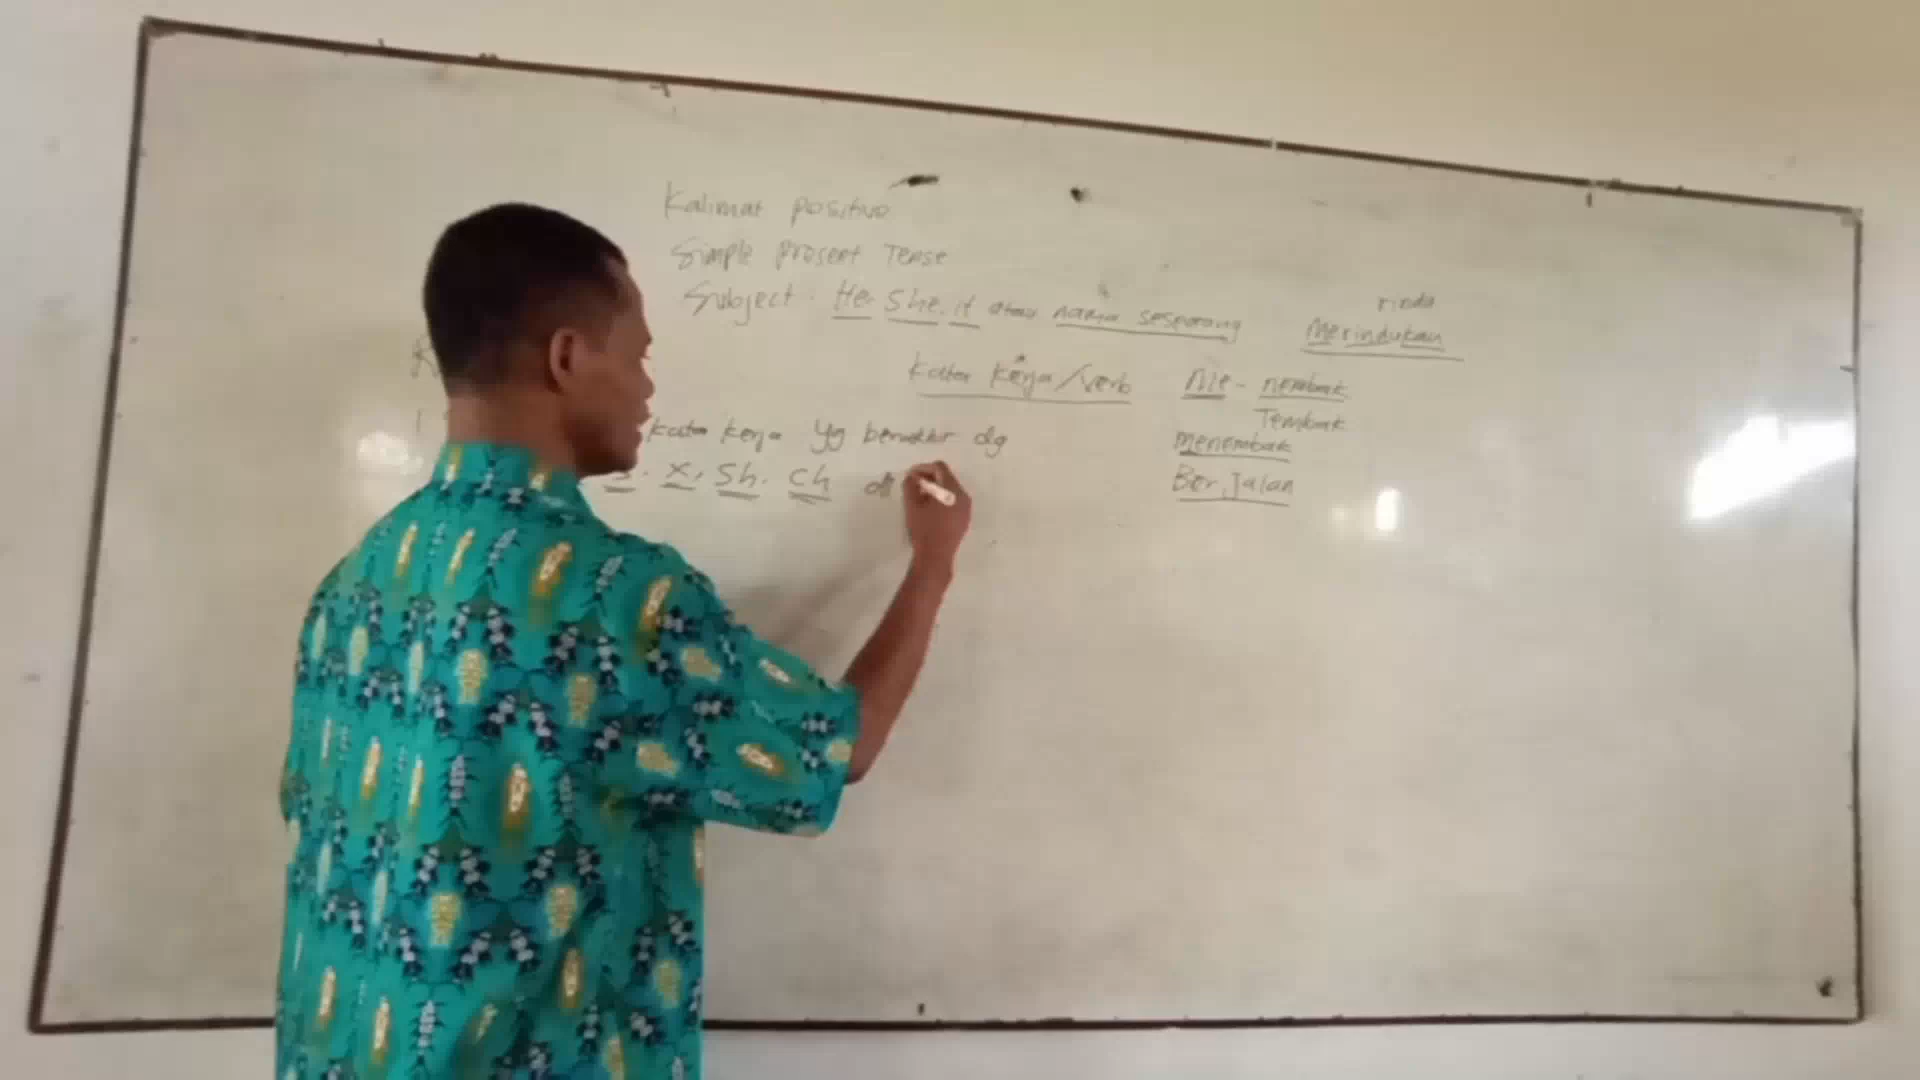 Kalimat positivo
Simple present Tense
Subject : He, She, it atau nama seseorang
rindu
Merindukan
kata kerja/verb
Me - nembak
Tembak
Menembak
Ber, Jalan
kata kerja yg berakhir dg
s, x, Sh, Ch